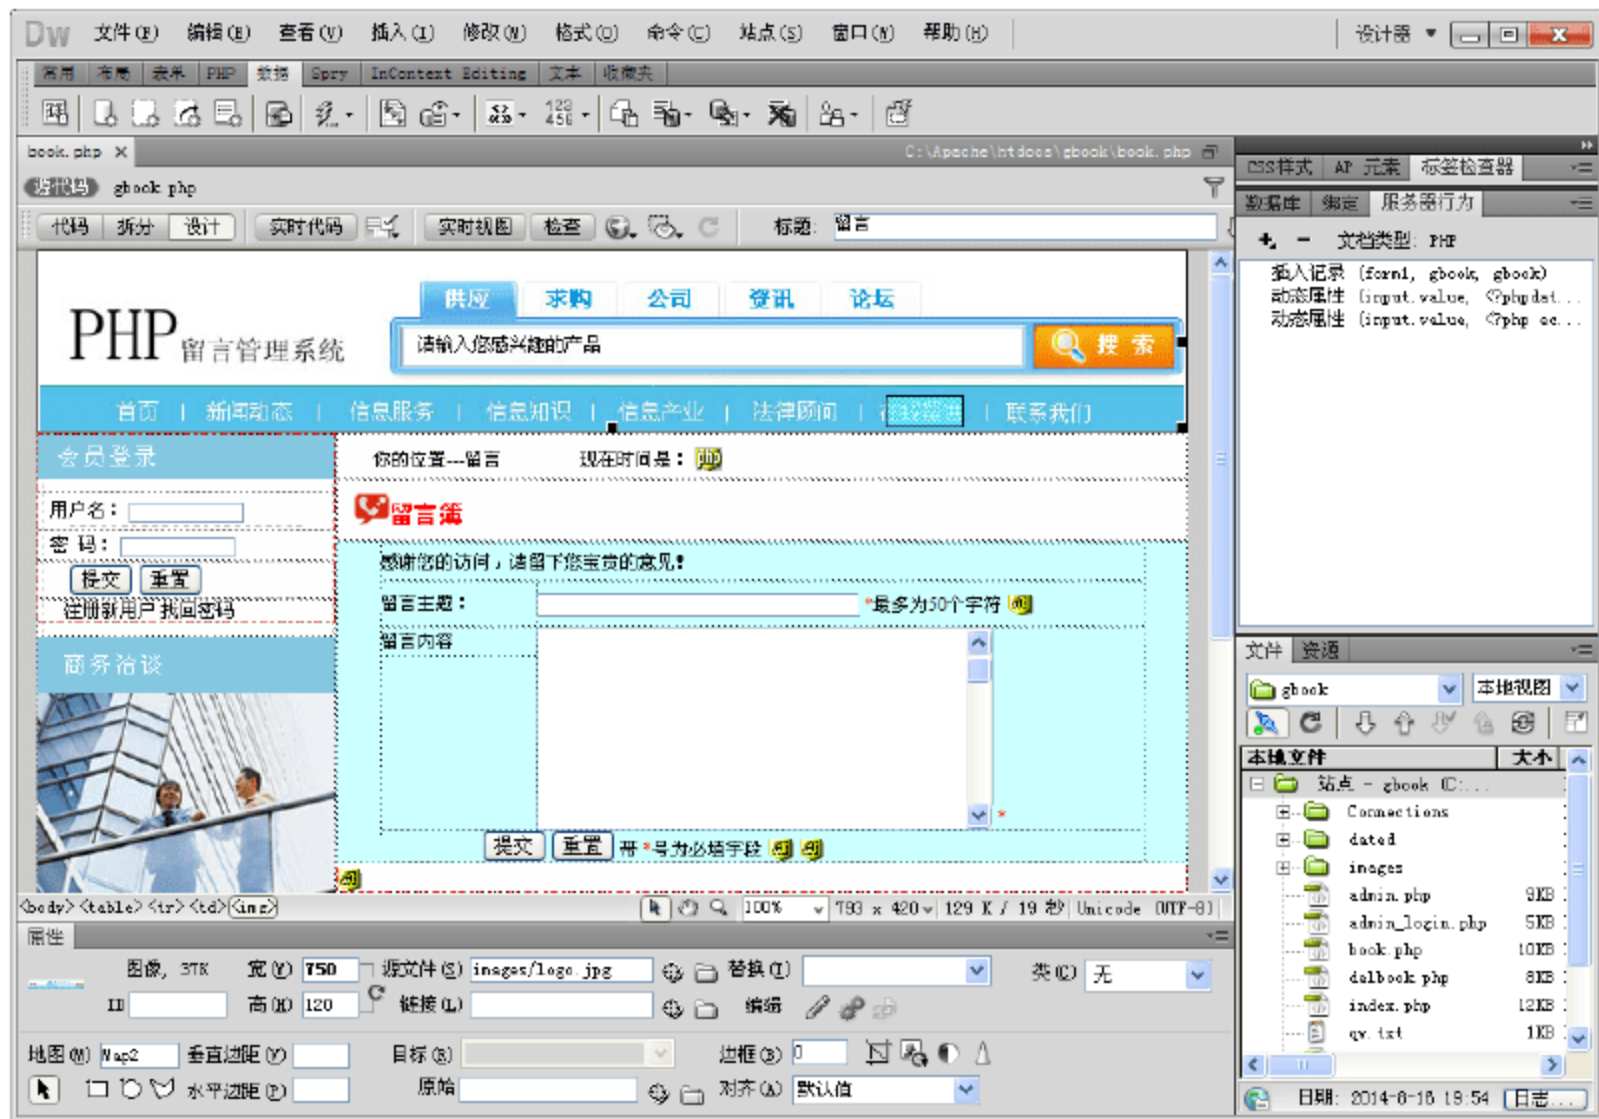 Dw 文件(F) 编辑(E) 查看(V) 插入(I) 修改(M) 格式(O) 命令(C) 站点(S) 窗口(W) 帮助(H) 设计器
常用 布局 表单 PHP 数据 Spry InContext Editing 文本 收藏夹
book.php C:\Apache\htdocs\gbook\book.php
源代码 gbook.php
代码 拆分 设计 实时代码 实时视图 检查 标题: 留言
供应 求购 公司 资讯 论坛
PHP 留言管理系统
请输入您感兴趣的产品 搜 索
首页 | 新闻动态 | 信息服务 | 信息知识 | 信息产业 | 法律顾问 | | 联系我们
会员登录
用户名：
密 码：
提交 重置
注册新用户 找回密码
商务洽谈
你的位置---留言 现在时间是： php
留言簿
感谢您的访问，请留下您宝贵的意见!
留言主题： *最多为50个字符
留言内容
*
提交 重置 带*号为必填字段
<body> <table> <tr> <td> <img> 100% 793 x 420 129 K / 19 秒 Unicode (UTF-8)
属性
图像, 37K 宽(W) 750 源文件(S) images/logo.jpg 替换(T) 类(C) 无
ID 高(H) 120 链接(L) 编辑
地图(M) Map2 垂直边距(V) 目标(R) 边框(B) 0
水平边距(P) 原始 对齐(A) 默认值
CSS样式 AP 元素 标签检查器
数据库 绑定 服务器行为
文档类型: PHP
插入记录 (form1, gbook, gbook)
动态属性 (input.value, <?phpdat...
动态属性 (input.value, <?php ec...
文件 资源
gbook 本地视图
本地文件 大小
站点 - gbook (C:...
Connections
dated
images
admin.php 9KB
admin_login.php 5KB
book.php 10KB
delbook.php 8KB
index.php 12KB
qv.txt 1KB
日期: 2014-8-18 19:54 日志...